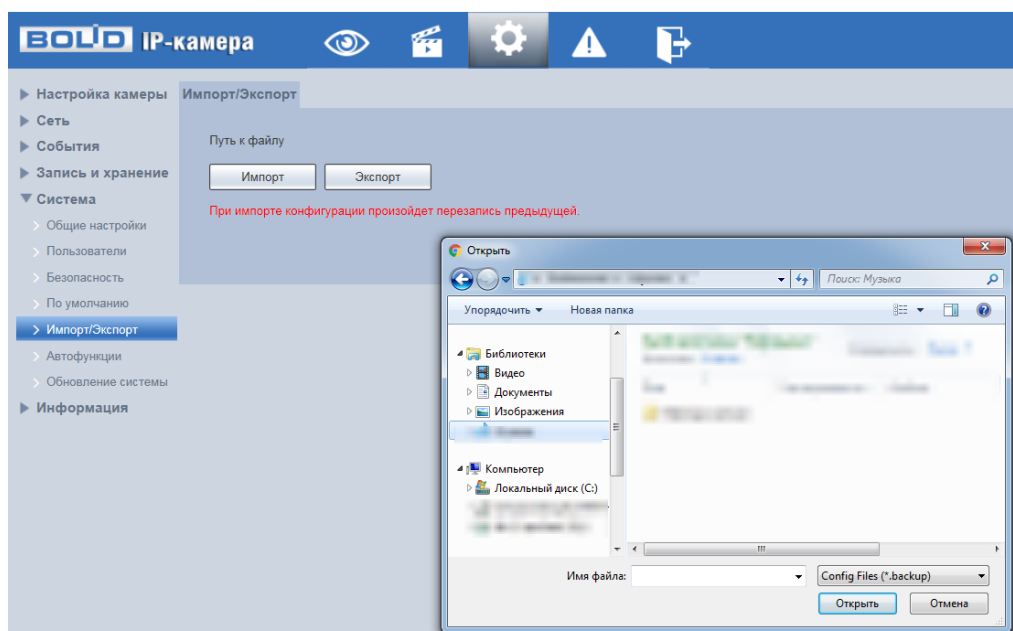 BOLID IP-камера
Настройка камеры
Сеть
События
Запись и хранение
Система
Общие настройки
Пользователи
Безопасность
По умолчанию
Импорт/Экспорт
Автофункции
Обновление системы
Информация
Импорт/Экспорт
Путь к файлу
Импорт Экспорт
При импорте конфигурации произойдет перезапись предыдущей.
Открыть
Поиск: Музыка
Упорядочить Новая папка
Библиотеки
Видео
Документы
Изображения
Компьютер
Локальный диск (C:)
Имя файла: Config Files (*.backup)
Открыть Отмена